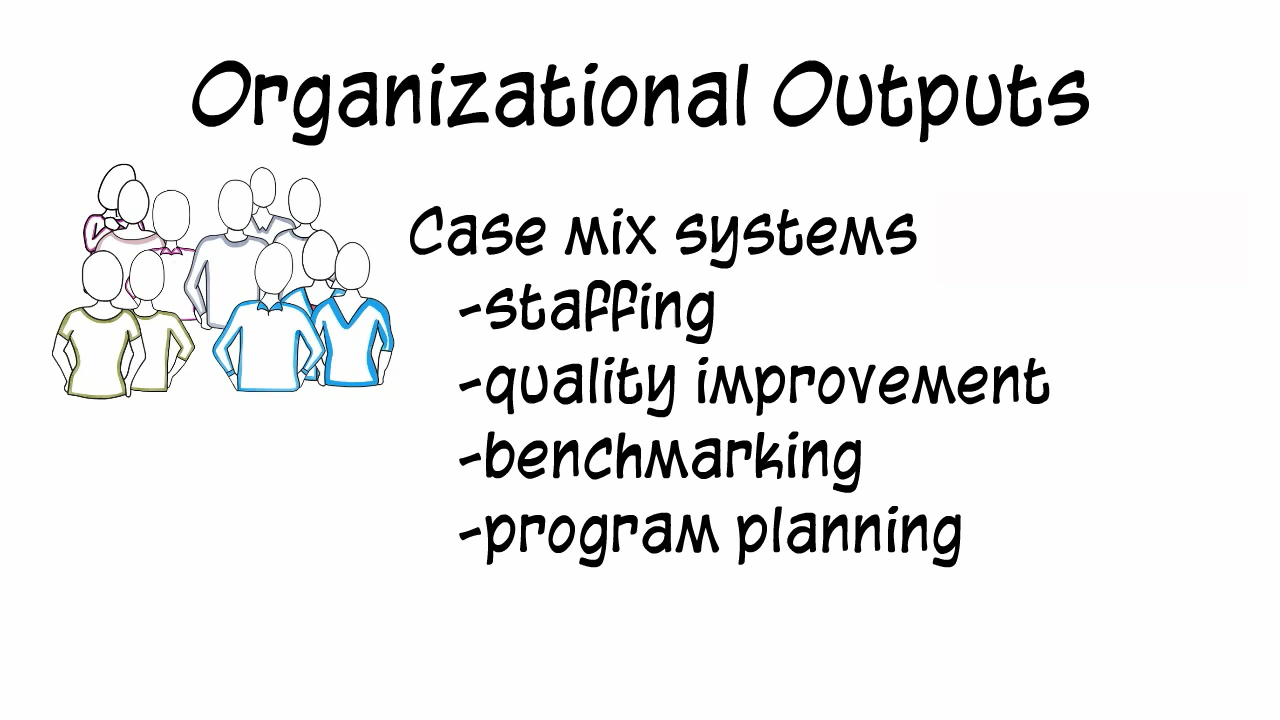 Organizational Outputs
Case mix systems
-staffing
-quality improvement
-benchmarking
-program planning